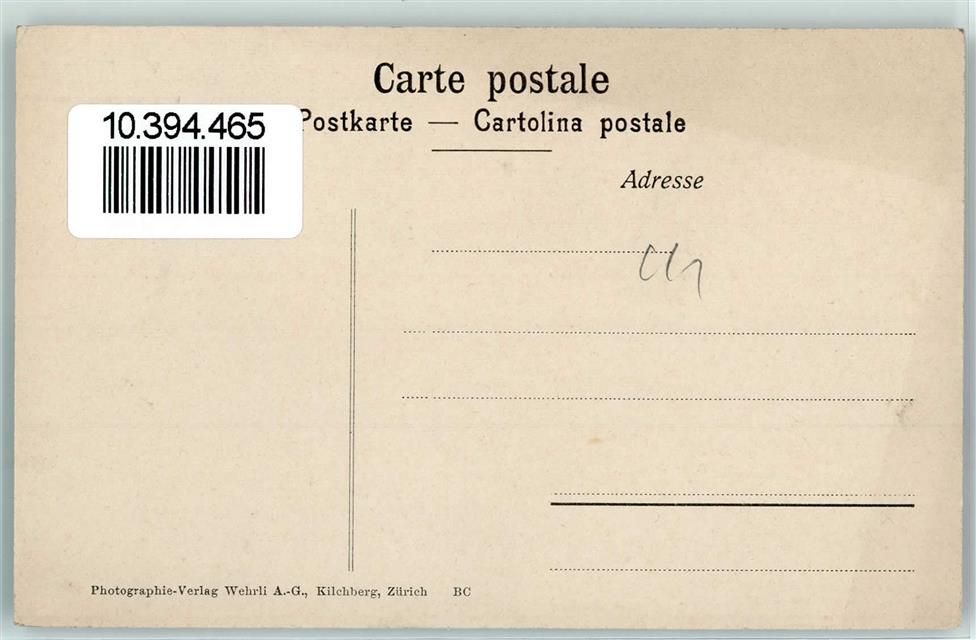 Carte postale
10.394.465
Postkarte — Cartolina postale
Adresse
Photographie-Verlag Wehrli A.-G., Kilchberg, Zürich BC